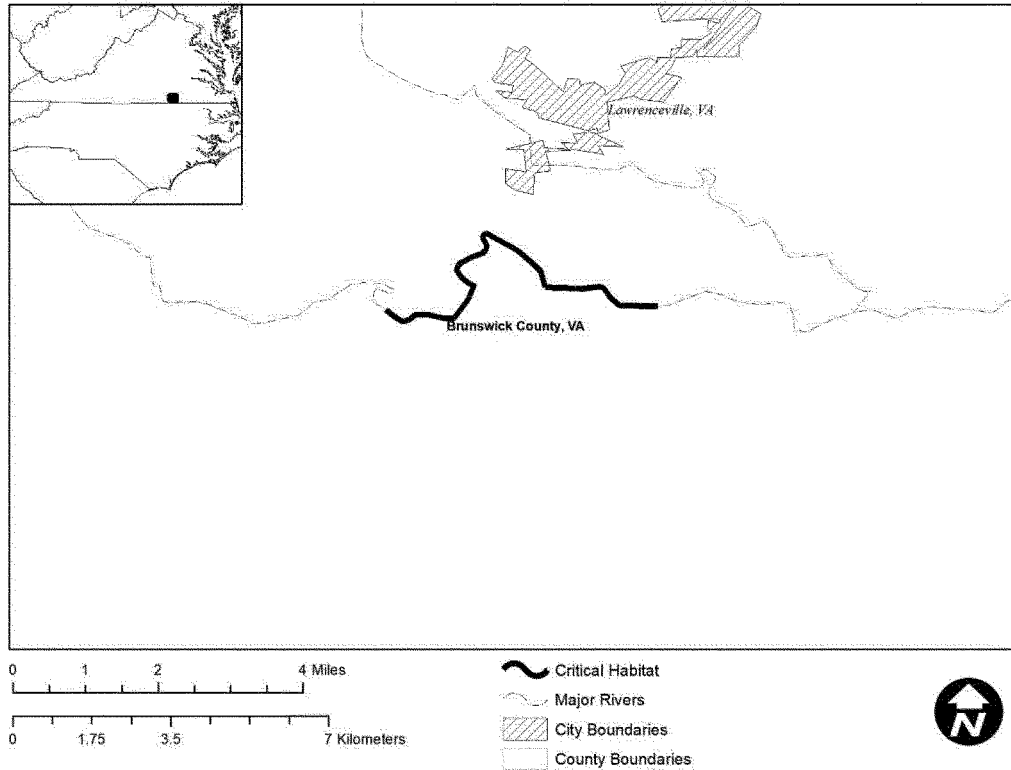 Lawrenceville, VA
Brunswick County, VA
0 1 2 4 Miles
0 1.75 3.5 7 Kilometers
Critical Habitat
Major Rivers
City Boundaries
County Boundaries
N